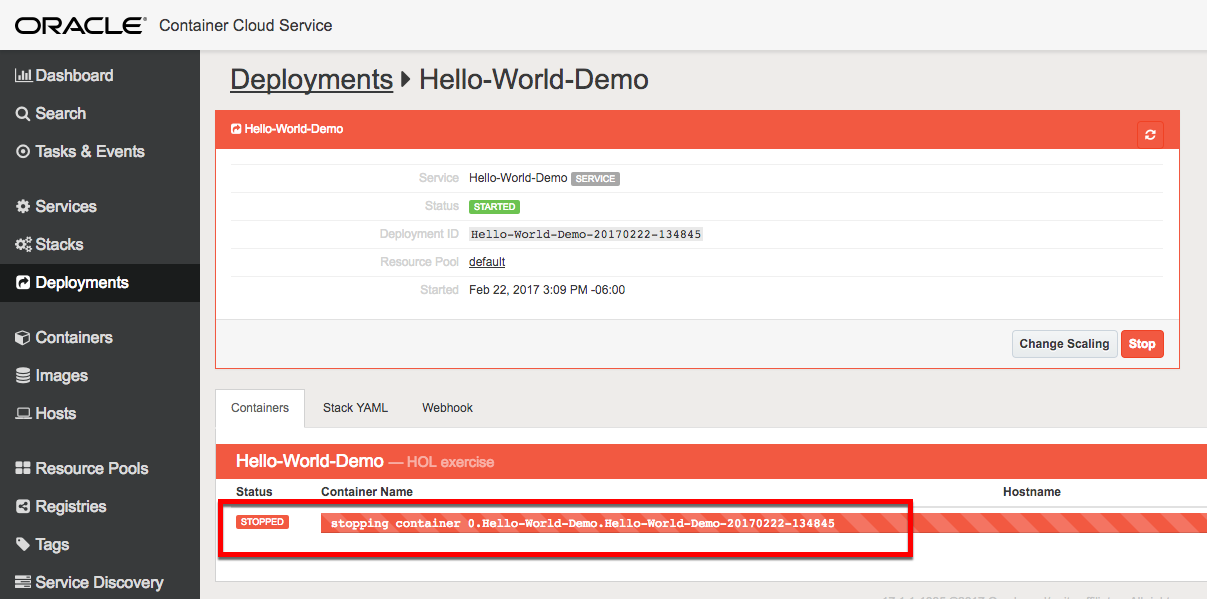 ORACLE® Container Cloud Service
Dashboard
Search
Tasks & Events
Services
Stacks
Deployments
Containers
Images
Hosts
Resource Pools
Registries
Tags
Service Discovery
Deployments Hello-World-Demo
Hello-World-Demo
Service Hello-World-Demo SERVICE
Status STARTED
Deployment ID Hello-World-Demo-20170222-134845
Resource Pool default
Started Feb 22, 2017 3:09 PM -06:00
Change Scaling Stop
Containers Stack YAML Webhook
Hello-World-Demo — HOL exercise
Status Container Name Hostname
STOPPED stopping container 0.Hello-World-Demo.Hello-World-Demo-20170222-134845